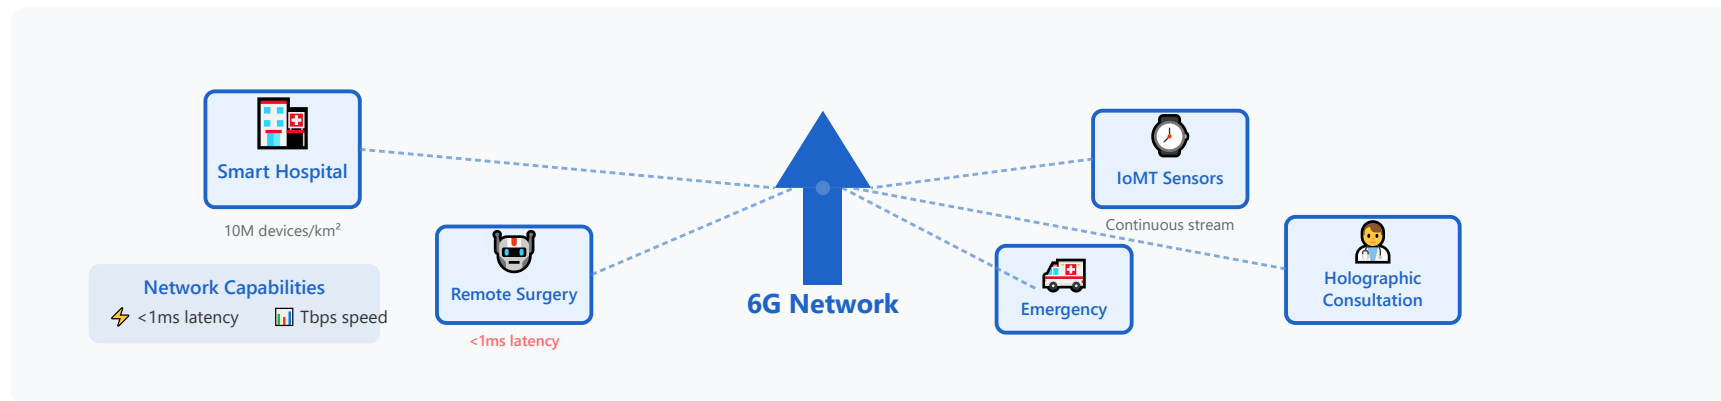 Smart Hospital
10M devices/km²
Network Capabilities
<1ms latency
Tbps speed
Remote Surgery
<1ms latency
6G Network
IoMT Sensors
Continuous stream
Emergency
Holographic
Consultation